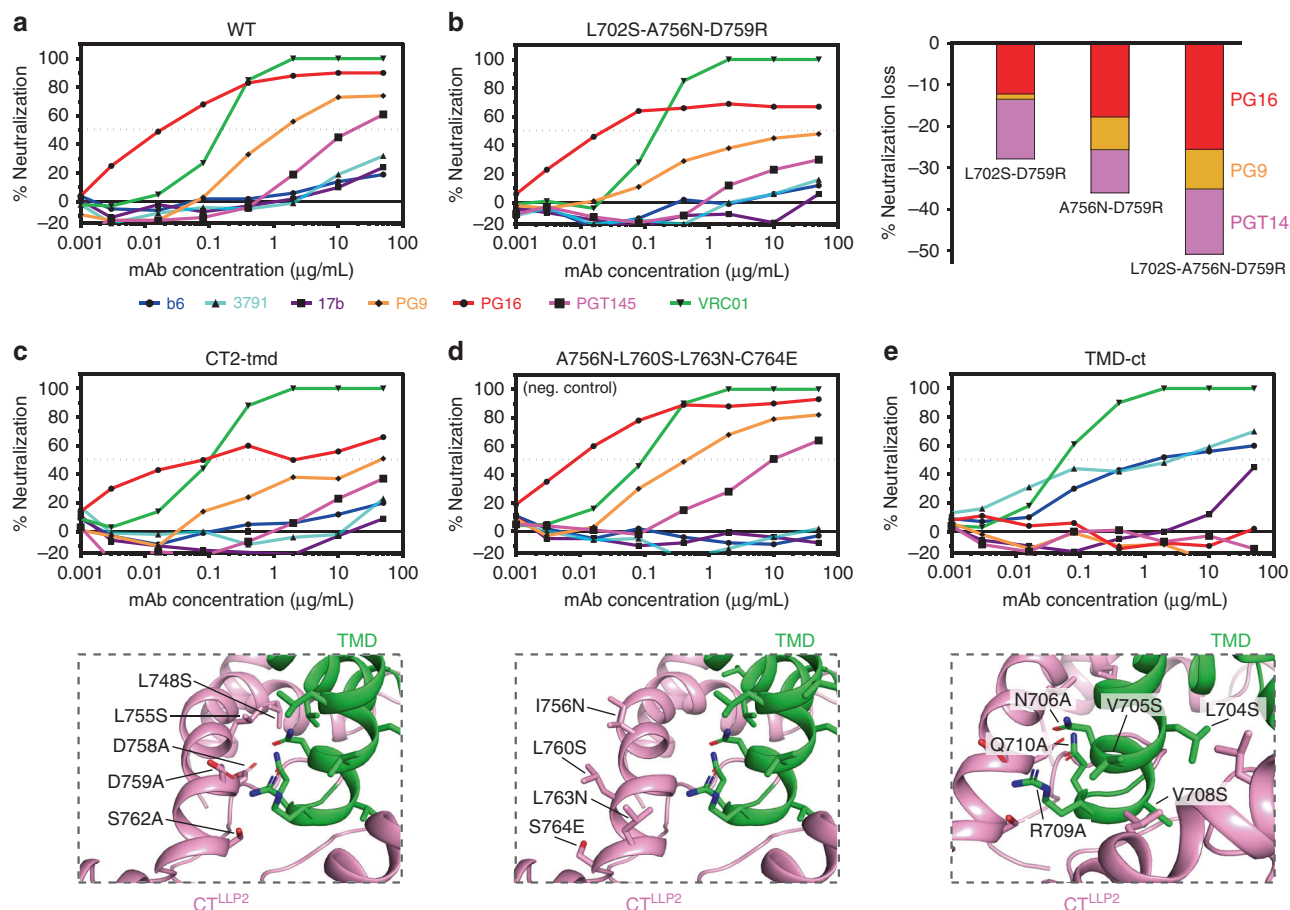 a
WT
% Neutralization
100
80
60
40
20
0
−20
0.001
0.01
0.1
1
10
100
mAb concentration (µg/mL)
b
L702S-A756N-D759R
% Neutralization
100
80
60
40
20
0
−20
0.001
0.01
0.1
1
10
100
mAb concentration (µg/mL)
% Neutralization loss
0
−10
−20
−30
−40
−50
L702S-D759R
A756N-D759R
L702S-A756N-D759R
PG16
PG9
PGT14
b6
3791
17b
PG9
PG16
PGT145
VRC01
c
CT2-tmd
% Neutralization
100
80
60
40
20
0
−20
0.001
0.01
0.1
1
10
100
mAb concentration (µg/mL)
d
A756N-L760S-L763N-C764E
(neg. control)
% Neutralization
100
80
60
40
20
0
−20
0.001
0.01
0.1
1
10
100
mAb concentration (µg/mL)
e
TMD-ct
% Neutralization
100
80
60
40
20
0
−20
0.001
0.01
0.1
1
10
100
mAb concentration (µg/mL)
TMD
L748S
L755S
D758A
D759A
S762A
CT^LLP2
TMD
I756N
L760S
L763N
S764E
CT^LLP2
TMD
N706A
V705S
L704S
Q710A
V708S
R709A
CT^LLP2